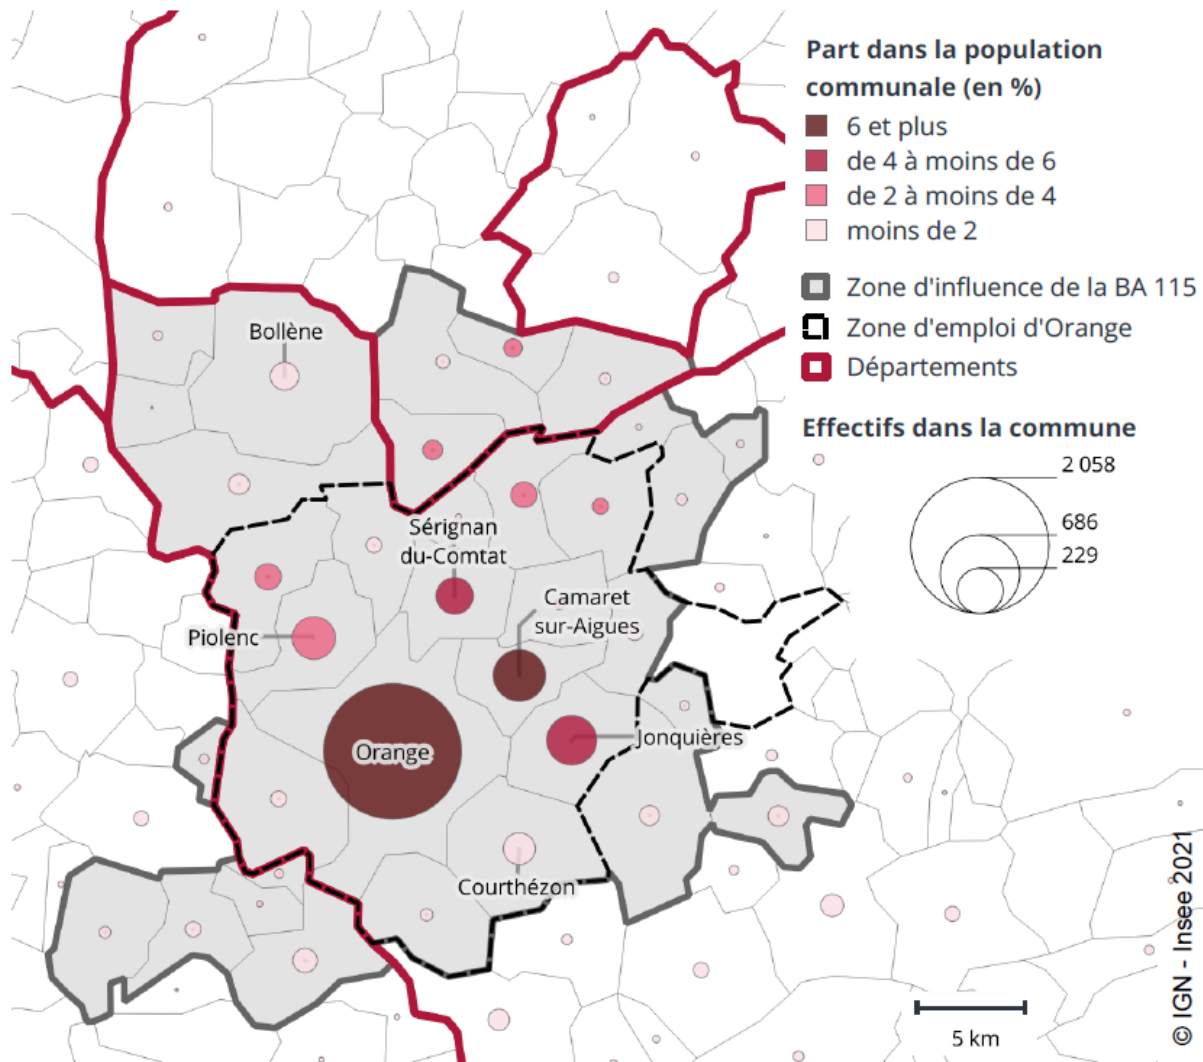 Part dans la population
communale (en %)
6 et plus
de 4 à moins de 6
de 2 à moins de 4
moins de 2
Zone d'influence de la BA 115
Zone d'emploi d'Orange
Départements
Effectifs dans la commune
2 058
686
229
Bollène
Sérignan
du-Comtat
Camaret
sur-Aigues
Piolenc
Orange
Jonquières
Courthézon
5 km
© IGN - Insee 2021